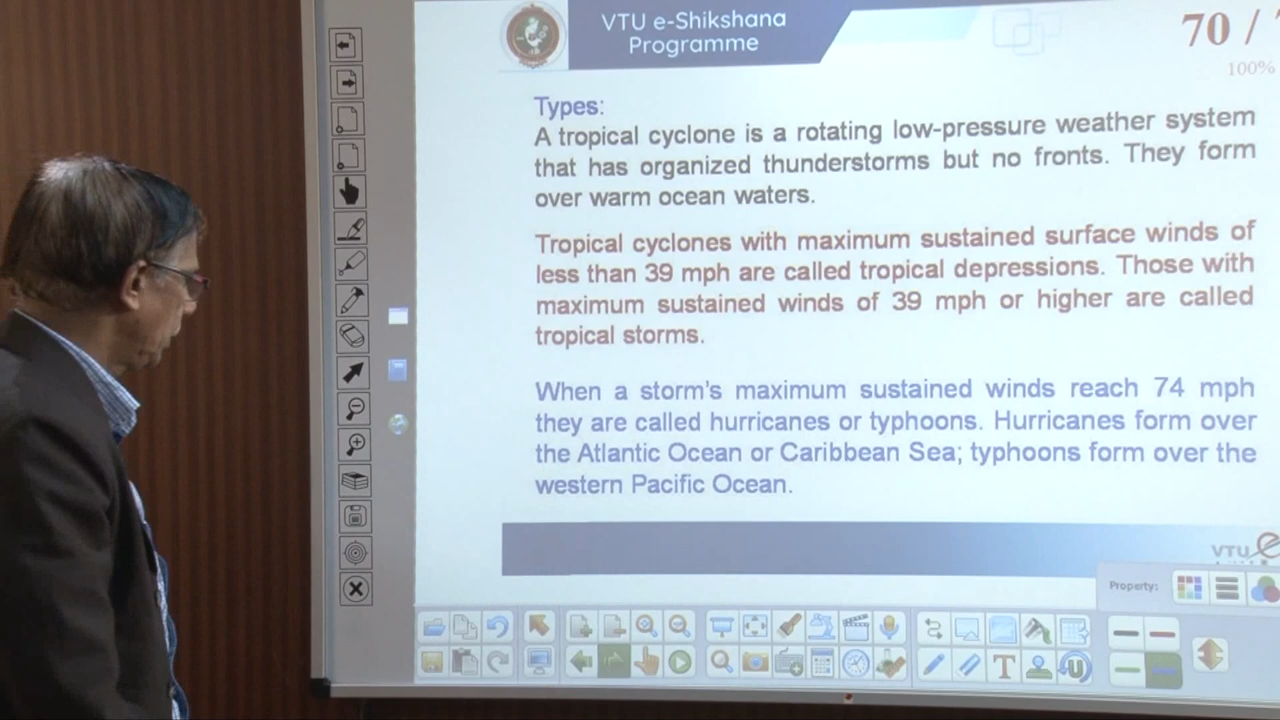 VTU e-Shikshana
Programme
70 /
100%
Types:
A tropical cyclone is a rotating low-pressure weather system
that has organized thunderstorms but no fronts. They form
over warm ocean waters.
Tropical cyclones with maximum sustained surface winds of
less than 39 mph are called tropical depressions. Those with
maximum sustained winds of 39 mph or higher are called
tropical storms.
When a storm's maximum sustained winds reach 74 mph
they are called hurricanes or typhoons. Hurricanes form over
the Atlantic Ocean or Caribbean Sea; typhoons form over the
western Pacific Ocean.
VTU e
Property:
T